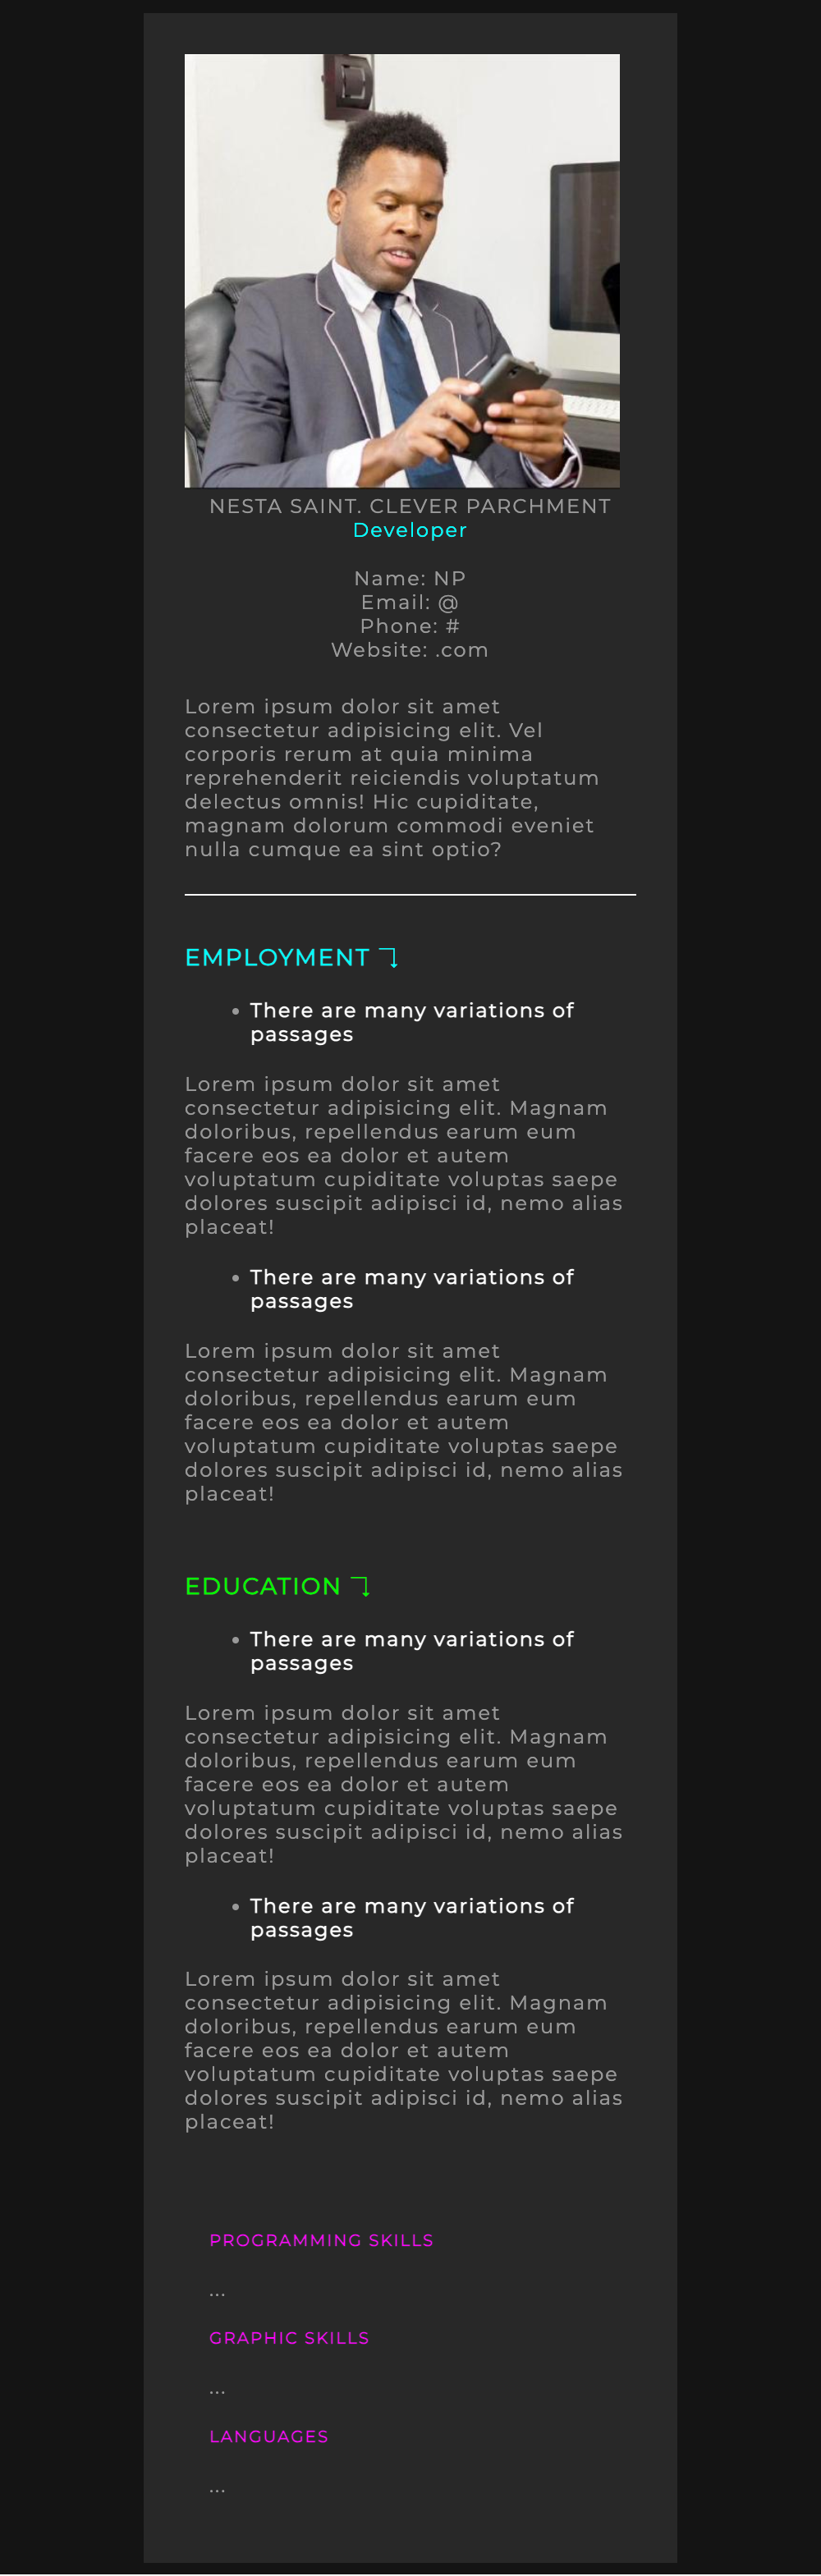 NESTA SAINT. CLEVER PARCHMENT
Developer
Name: NP
Email: @
Phone: #
Website: .com
Lorem ipsum dolor sit amet
consectetur adipisicing elit. Vel
corporis rerum at quia minima
reprehenderit reiciendis voluptatum
delectus omnis! Hic cupiditate,
magnam dolorum commodi eveniet
nulla cumque ea sint optio?
EMPLOYMENT ⮧
• There are many variations of
passages
Lorem ipsum dolor sit amet
consectetur adipisicing elit. Magnam
doloribus, repellendus earum eum
facere eos ea dolor et autem
voluptatum cupiditate voluptas saepe
dolores suscipit adipisci id, nemo alias
placeat!
• There are many variations of
passages
Lorem ipsum dolor sit amet
consectetur adipisicing elit. Magnam
doloribus, repellendus earum eum
facere eos ea dolor et autem
voluptatum cupiditate voluptas saepe
dolores suscipit adipisci id, nemo alias
placeat!
EDUCATION ⮧
• There are many variations of
passages
Lorem ipsum dolor sit amet
consectetur adipisicing elit. Magnam
doloribus, repellendus earum eum
facere eos ea dolor et autem
voluptatum cupiditate voluptas saepe
dolores suscipit adipisci id, nemo alias
placeat!
• There are many variations of
passages
Lorem ipsum dolor sit amet
consectetur adipisicing elit. Magnam
doloribus, repellendus earum eum
facere eos ea dolor et autem
voluptatum cupiditate voluptas saepe
dolores suscipit adipisci id, nemo alias
placeat!
PROGRAMMING SKILLS
...
GRAPHIC SKILLS
...
LANGUAGES
...